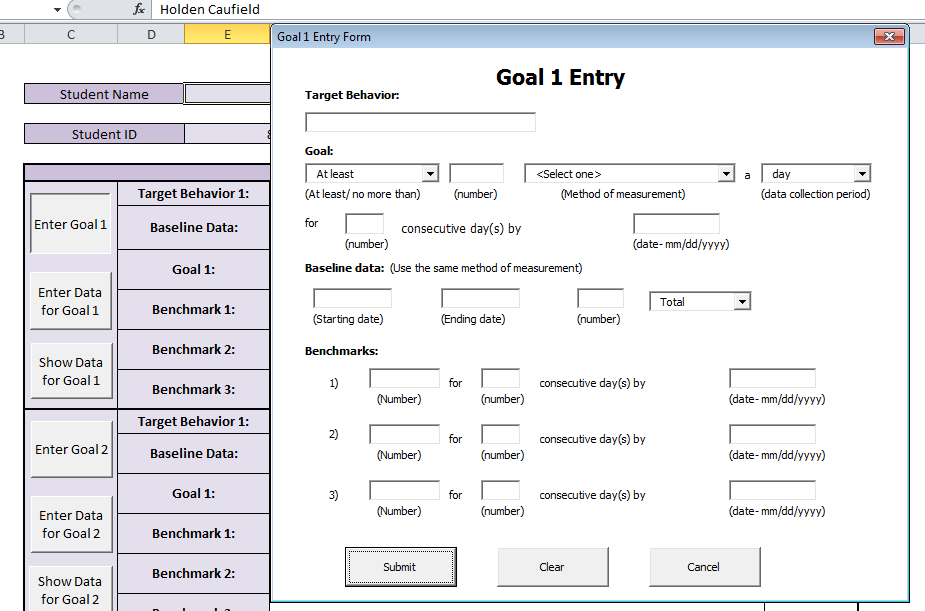 fx Holden Caufield
B C D E
Student Name
Student ID 8
Enter Goal 1
Enter Data
for Goal 1
Show Data
for Goal 1
Target Behavior 1:
Baseline Data:
Goal 1:
Benchmark 1:
Benchmark 2:
Benchmark 3:
Enter Goal 2
Enter Data
for Goal 2
Show Data
for Goal 2
Target Behavior 1:
Baseline Data:
Goal 1:
Benchmark 1:
Benchmark 2:
Goal 1 Entry Form
Goal 1 Entry
Target Behavior:
Goal:
At least <Select one> a day
(At least/ no more than) (number) (Method of measurement) (data collection period)
for consecutive day(s) by
(number) (date- mm/dd/yyyy)
Baseline data: (Use the same method of measurement)
Total
(Starting date) (Ending date) (number)
Benchmarks:
1) for consecutive day(s) by
(Number) (number) (date- mm/dd/yyyy)
2) for consecutive day(s) by
(Number) (number) (date- mm/dd/yyyy)
3) for consecutive day(s) by
(Number) (number) (date- mm/dd/yyyy)
Submit Clear Cancel